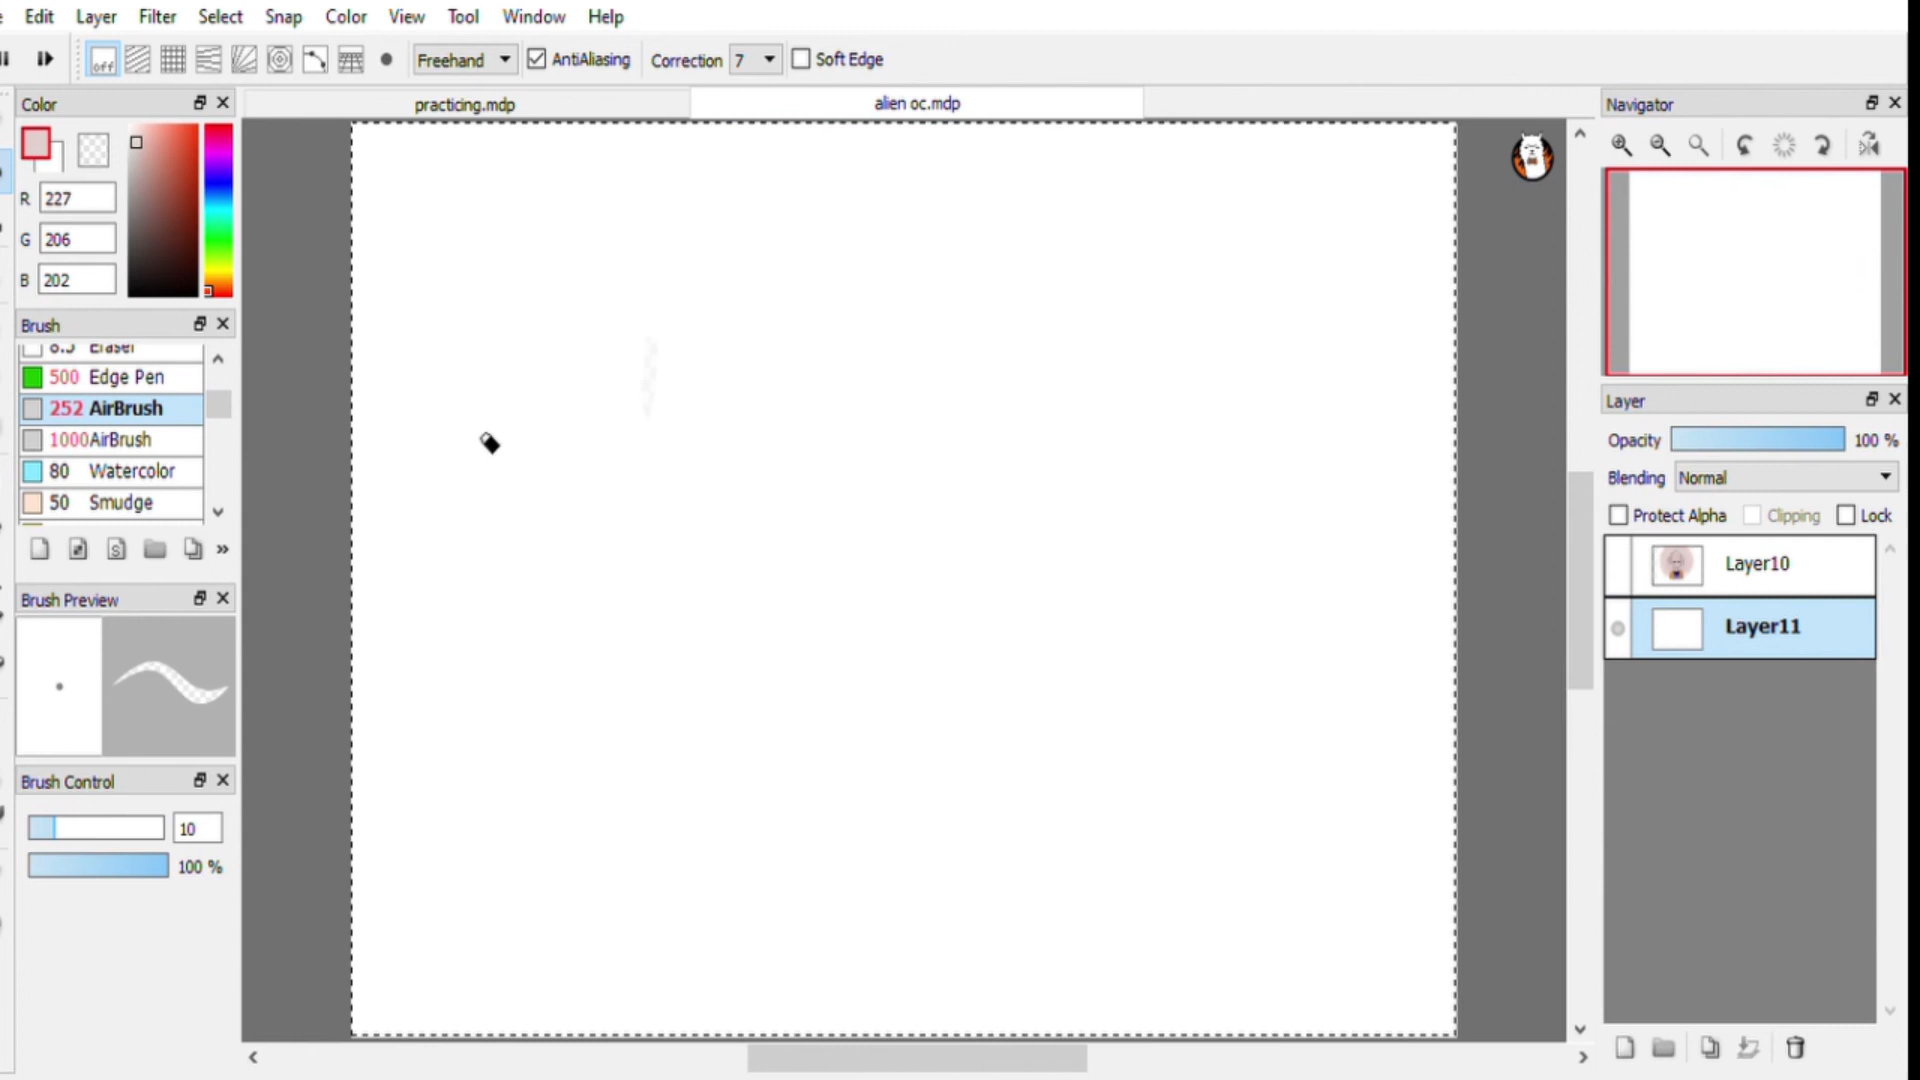 Edit Layer Filter Select Snap Color View Tool Window Help
off Freehand AntiAliasing Correction 7 Soft Edge
Color
practicing.mdp
alien oc.mdp
Navigator
R 227
G 206
B 202
Brush
8.5 Eraser
500 Edge Pen
252 AirBrush
1000 AirBrush
80 Watercolor
50 Smudge
S
Brush Preview
Brush Control
10
100 %
Layer
Opacity 100 %
Blending Normal
Protect Alpha Clipping Lock
Layer10
Layer11